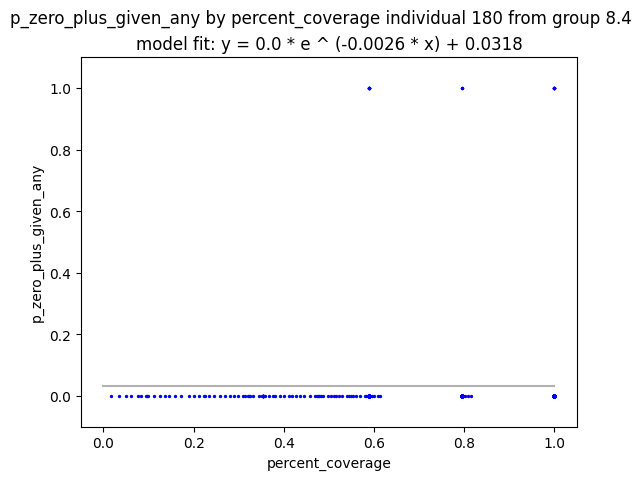 p_zero_plus_given_any by percent_coverage individual 180 from group 8.4
model fit: y = 0.0 * e ^ (-0.0026 * x) + 0.0318
1.0
0.8
0.6
0.4
0.2
0.0
p_zero_plus_given_any
0.0 0.2 0.4 0.6 0.8 1.0
percent_coverage